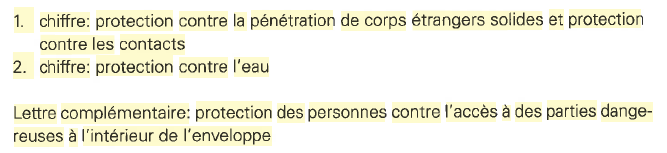 1. chiffre: protection contre la pénétration de corps étrangers solides et protection
contre les contacts
2. chiffre: protection contre l'eau
Lettre complémentaire: protection des personnes contre l'accès à des parties dange-
reuses à l'intérieur de l'enveloppe